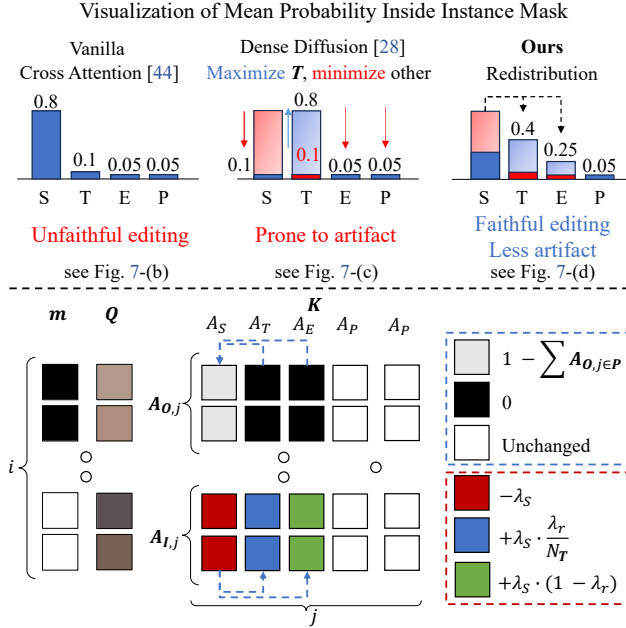 Visualization of Mean Probability Inside Instance Mask
Vanilla
Cross Attention [44]
0.8
0.1
0.05 0.05
S T E P
Unfaithful editing
see Fig. 7-(b)
Dense Diffusion [28]
Maximize T, minimize other
0.8
0.1
0.1
0.05 0.05
S T E P
Prone to artifact
see Fig. 7-(c)
Ours
Redistribution
0.4
0.25
0.05
S T E P
Faithful editing
Less artifact
see Fig. 7-(d)
m Q K
A_S A_T A_E A_P A_P
A_{O,j}
i
A_{I,j}
j
1 − ∑ A_{O,j∈P}
0
Unchanged
−λ_S
+λ_S · λ_r / N_T
+λ_S · (1 − λ_r)